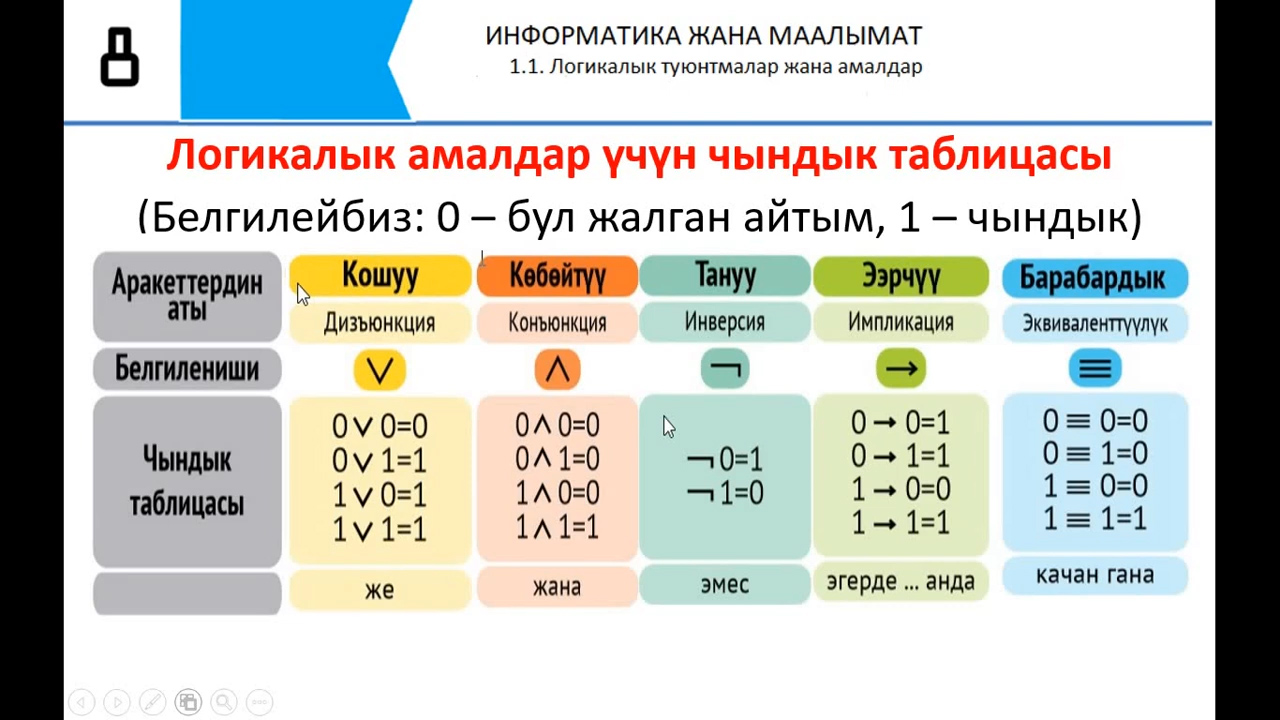 8
ИНФОРМАТИКА ЖАНА МААЛЫМАТ
1.1. Логикалык туюнтмалар жана амалдар
Логикалык амалдар үчүн чындык таблицасы
(Белгилейбиз: 0 – бул жалган айтым, 1 – чындык)
Аракеттердин аты
Кошуу
Көбөйтүү
Тануу
Ээрчүү
Барабардык
Дизъюнкция
Конъюнкция
Инверсия
Импликация
Эквиваленттүүлүк
Белгилениши
∨
∧
¬
→
≡
Чындык таблицасы
0 ∨ 0=0
0 ∨ 1=1
1 ∨ 0=1
1 ∨ 1=1
0 ∧ 0=0
0 ∧ 1=0
1 ∧ 0=0
1 ∧ 1=1
¬ 0=1
¬ 1=0
0 → 0=1
0 → 1=1
1 → 0=0
1 → 1=1
0 ≡ 0=0
0 ≡ 1=0
1 ≡ 0=0
1 ≡ 1=1
же
жана
эмес
эгерде ... анда
качан гана